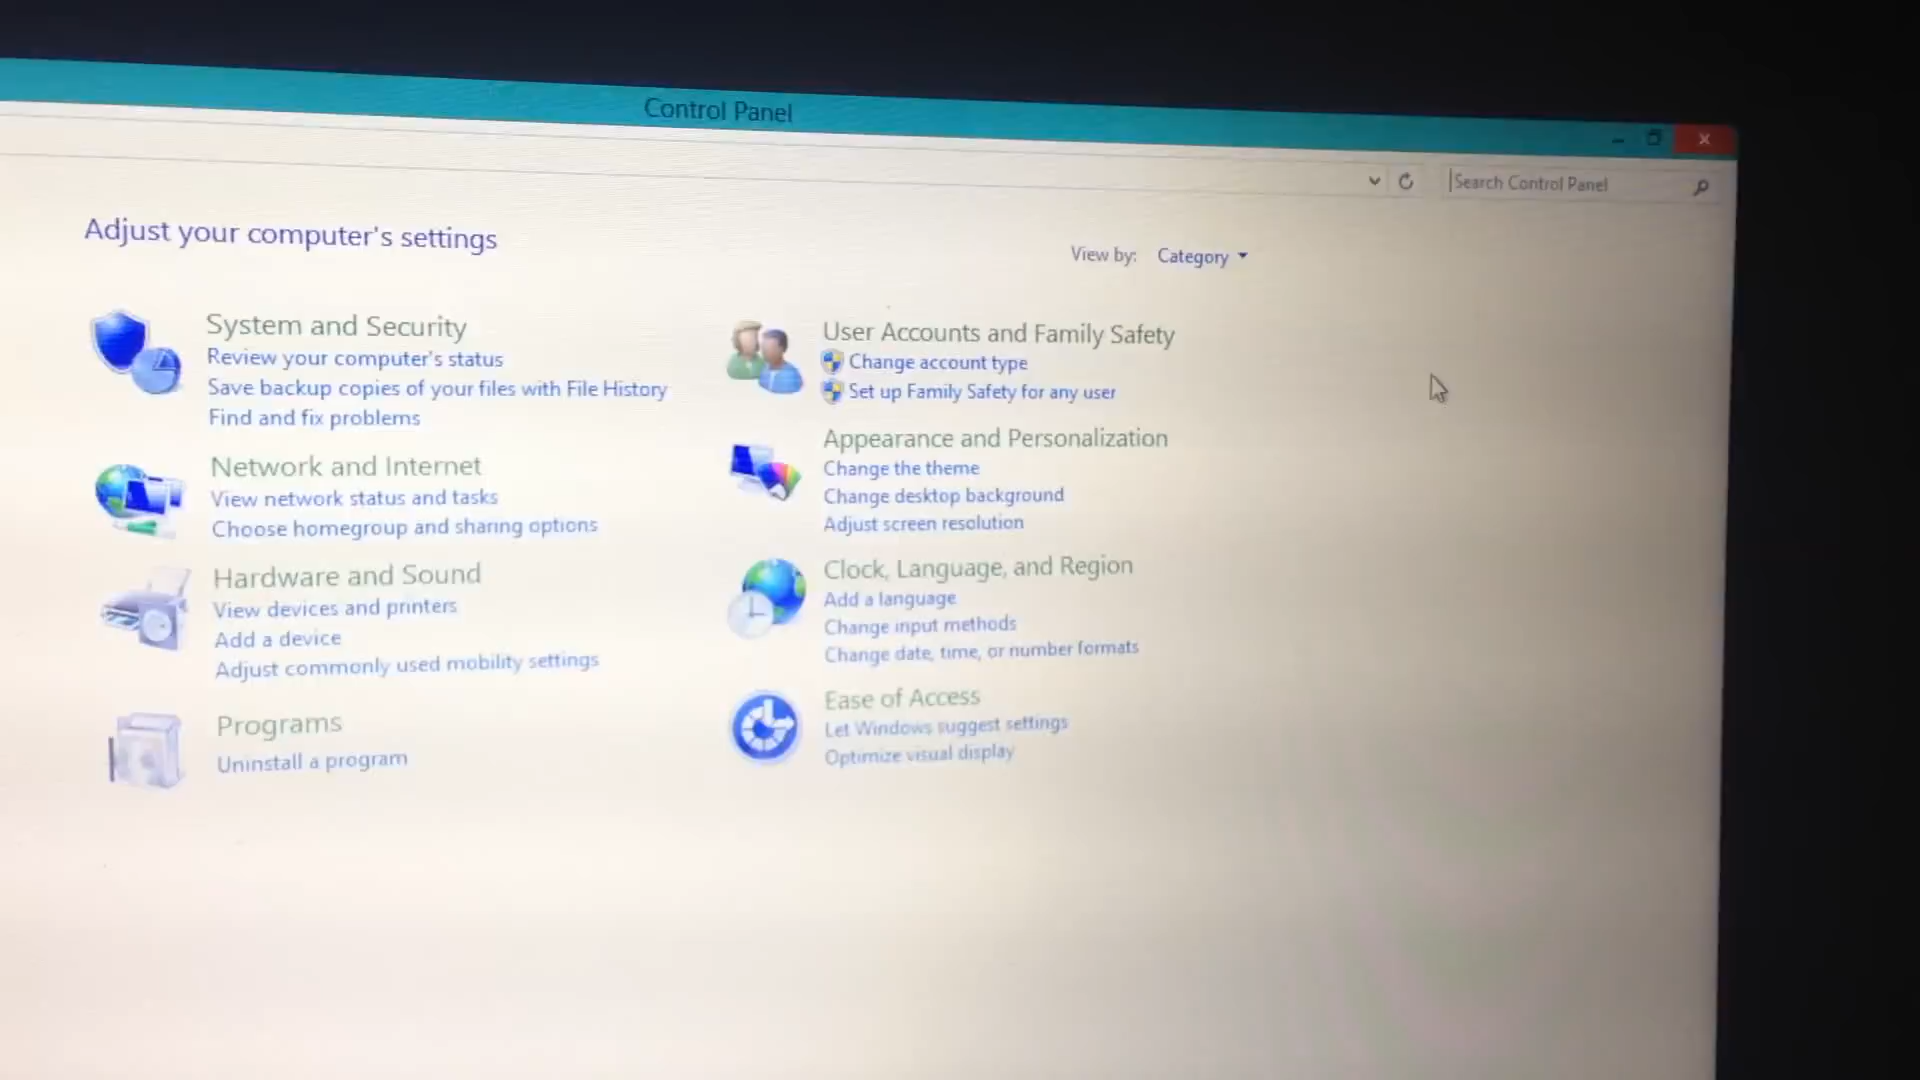 Control Panel
Search Control Panel
Adjust your computer's settings
View by: Category
System and Security
Review your computer's status
Save backup copies of your files with File History
Find and fix problems
Network and Internet
View network status and tasks
Choose homegroup and sharing options
Hardware and Sound
View devices and printers
Add a device
Adjust commonly used mobility settings
Programs
Uninstall a program
User Accounts and Family Safety
Change account type
Set up Family Safety for any user
Appearance and Personalization
Change the theme
Change desktop background
Adjust screen resolution
Clock, Language, and Region
Add a language
Change input methods
Change date, time, or number formats
Ease of Access
Let Windows suggest settings
Optimize visual display